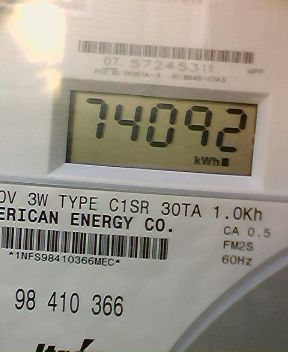 07 57245311
74092
kWh
0V 3W TYPE C1SR 30TA 1.0Kh
ERICAN ENERGY CO.
CA 0.5
FM2S
*1NFS98410366MEC*
60Hz
98 410 366